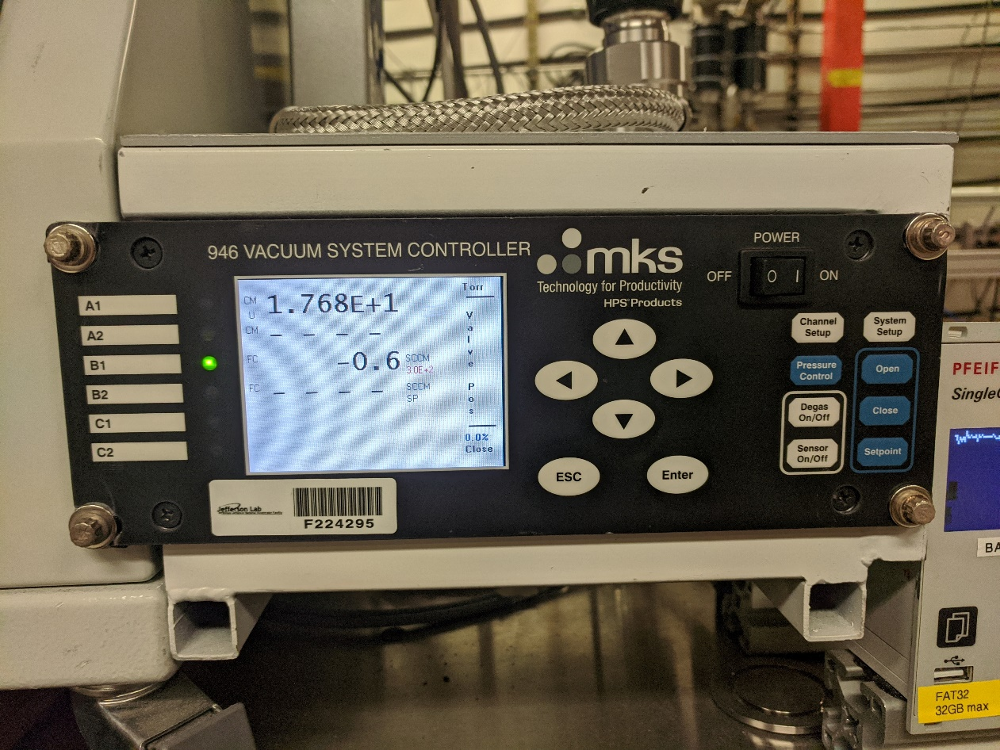 946 VACUUM SYSTEM CONTROLLER
mks
Technology for Productivity
HPS® Products
POWER
OFF
0 I
ON
A1
A2
B1
B2
C1
C2
CM 1.768E+1
U
CM _ _ _ _
FC -0.6 SCCM
3.0E+2
FC _ _ _ _ SCCM
SP
Torr
Valve
Pos
0.0%
Close
Channel
Setup
System
Setup
Pressure
Control
Open
Degas
On/Off
Close
Sensor
On/Off
Setpoint
ESC
Enter
Jefferson Lab
F224295
PFEIF
Single
BA
FAT32
32GB max